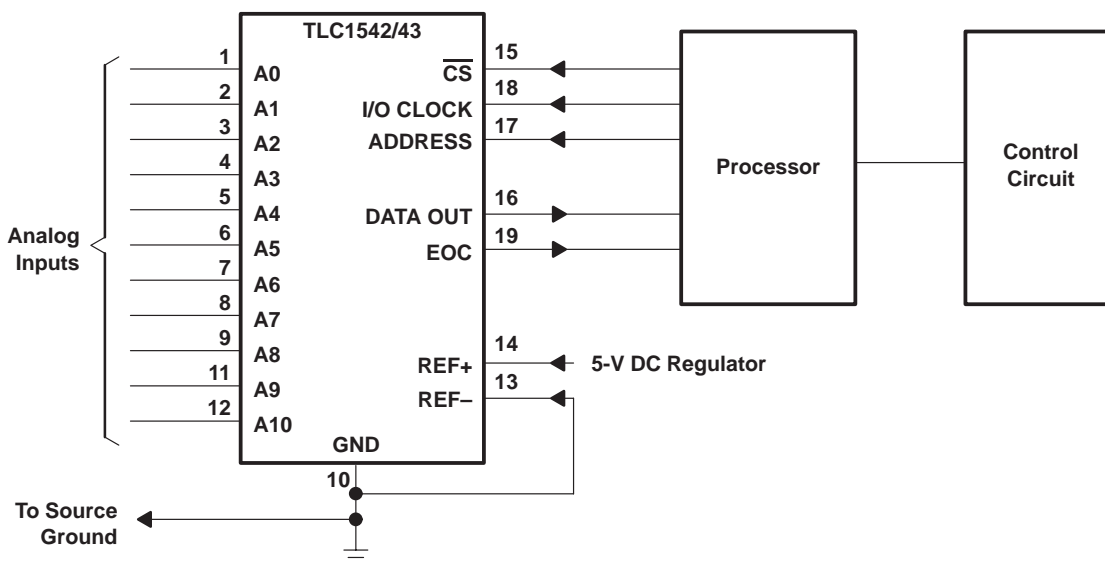 TLC1542/43
1
A0
2
A1
3
A2
4
A3
5
A4
6
A5
7
A6
8
A7
9
A8
11
A9
12
A10
Analog
Inputs
15
CS
18
I/O CLOCK
17
ADDRESS
16
DATA OUT
19
EOC
14
REF+
5-V DC Regulator
13
REF–
GND
10
To Source
Ground
Processor
Control
Circuit